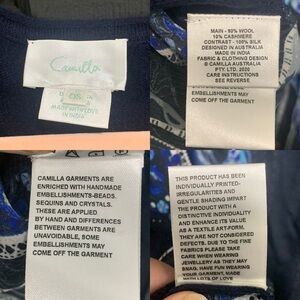 Camilla
OS
MADE WITH LOVE
IN INDIA
MAIN - 90% WOOL
10% CASHMERE
CONTRAST - 100% SILK
DESIGNED IN AUSTRALIA
MADE IN INDIA
FABRIC & CLOTHING DESIGN
© CAMILLA AUSTRALIA
PTY LTD. 2020
CARE INSTRUCTIONS
SEE REVERSE
EMBELLISHMENTS MAY
COME OFF THE GARMENT
CAMILLA GARMENTS ARE
ENRICHED WITH HANDMADE
EMBELLISHMENTS-BEADS,
SEQUINS AND CRYSTALS.
THESE ARE APPLIED
BY HAND AND DIFFERENCES
BETWEEN GARMENTS ARE
UNAVOIDABLE, SOME
EMBELLISHMENTS MAY
COME OFF THE GARMENT
THIS PRODUCT HAS BEEN
INDIVIDUALLY PRINTED-
IRREGULARITIES AND
GENTLE SHADING IMPART
THE PRODUCT WITH A
DISTINCTIVE AND
INDIVIDUAL ESSENCE AS
A TEXTILE ART-FORM.
THEY ARE NOT CONSIDERED
DEFECTS. DUE TO THE FINE
FABRICS PLEASE TAKE
CARE WHEN WEARING
JEWELLERY AS THEY MAY
SNAG. HAVE FUN WEARING
YOUR GARMENT, MADE
WITH LOTS OF LOVE